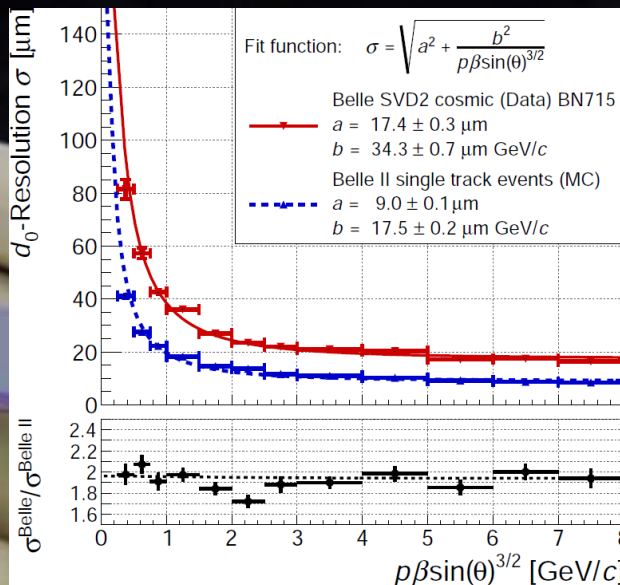 d₀-Resolution σ [μm]
140
120
100
80
60
40
20
0
Fit function: σ = √(a² + b²/(pβsin(θ)^{3/2}))
Belle SVD2 cosmic (Data) BN715
a = 17.4 ± 0.3 μm
b = 34.3 ± 0.7 μm GeV/c
Belle II single track events (MC)
a = 9.0 ± 0.1 μm
b = 17.5 ± 0.2 μm GeV/c
σ^Belle/σ^Belle II
2.4
2.2
2
1.8
1.6
0 1 2 3 4 5 6 7 8
pβsin(θ)^{3/2} [GeV/c]